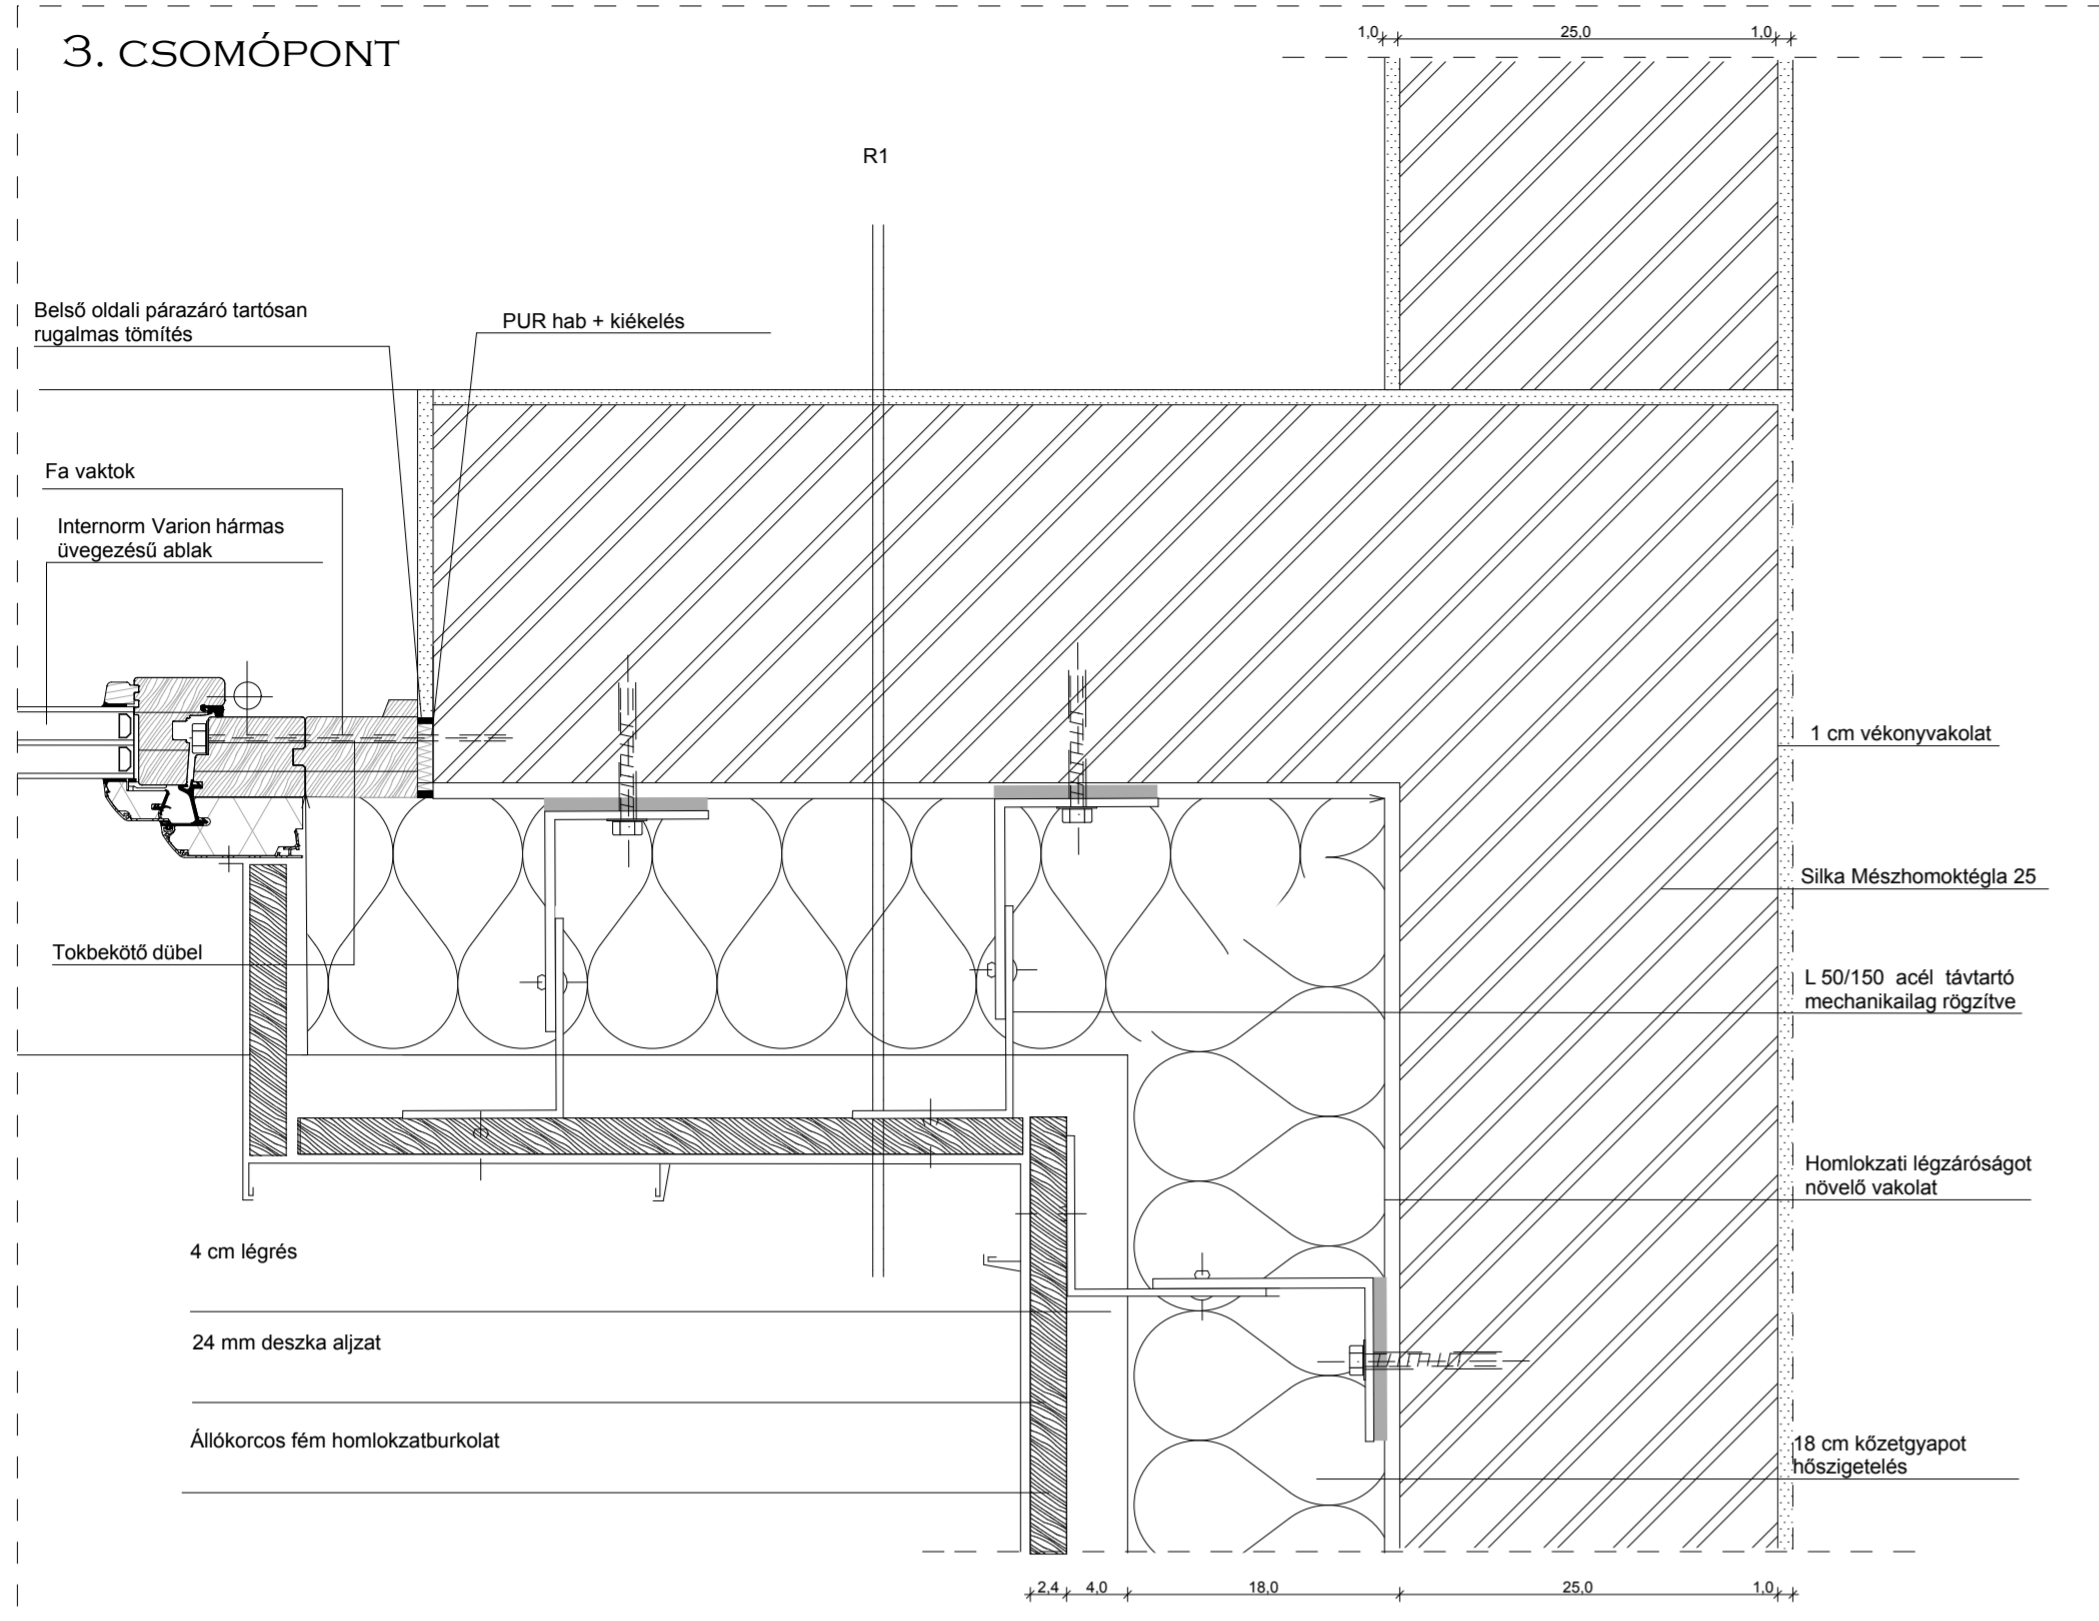 3. CSOMÓPONT
1,0
25,0
1,0
R1
Belső oldali párazáró tartósan
rugalmas tömítés
PUR hab + kiékelés
Fa vaktok
Internorm Varion hármas
üvegezésű ablak
1 cm vékonyvakolat
Silka Mészhomoktégla 25
Tokbekötő dübel
L 50/150 acél távtartó
mechanikailag rögzítve
Homlokzati légzáróságot
növelő vakolat
4 cm légrés
24 mm deszka aljzat
Állókorcos fém homlokzatburkolat
18 cm kőzetgyapot
hőszigetelés
2,4
4,0
18,0
25,0
1,0